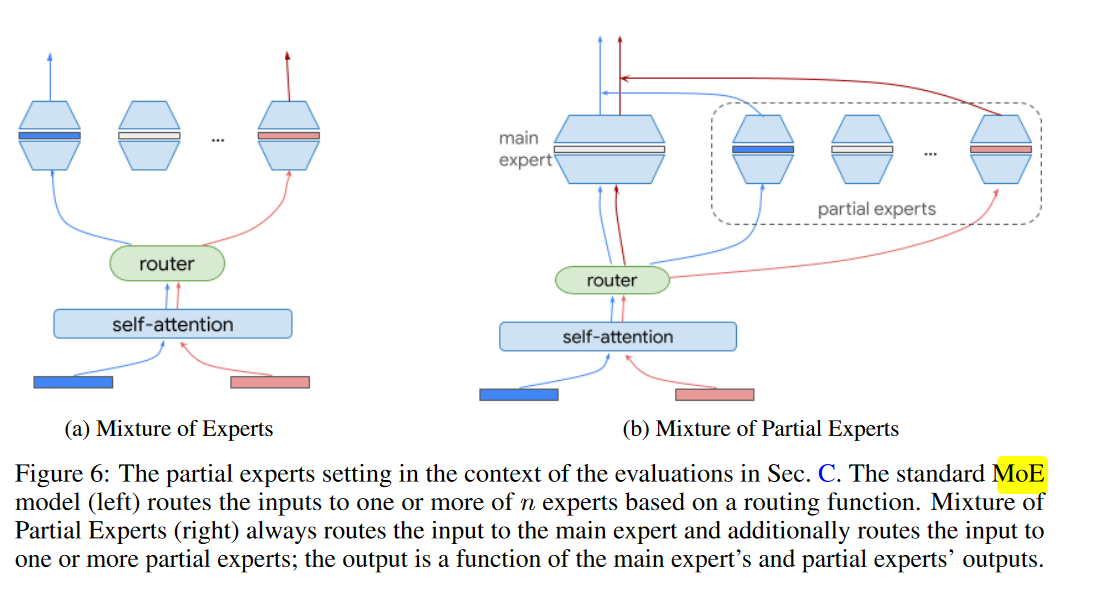 ...
router
self-attention
(a) Mixture of Experts
main
expert
...
partial experts
router
self-attention
(b) Mixture of Partial Experts
Figure 6: The partial experts setting in the context of the evaluations in Sec. C. The standard MoE
model (left) routes the inputs to one or more of n experts based on a routing function. Mixture of
Partial Experts (right) always routes the input to the main expert and additionally routes the input to
one or more partial experts; the output is a function of the main expert’s and partial experts’ outputs.